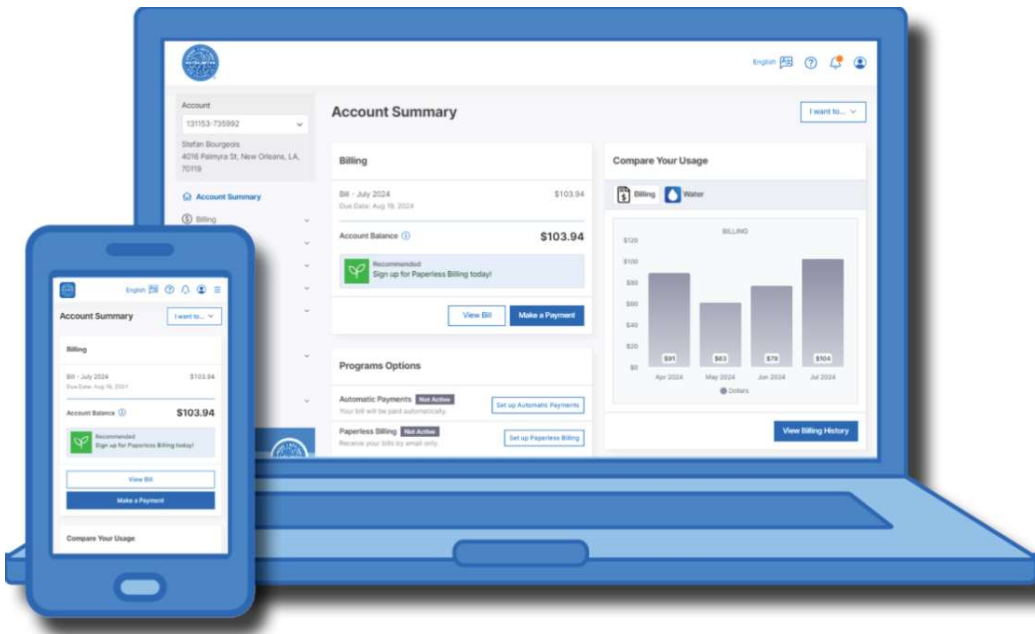 English
Account
131153-735992
Stefan Bourgeois
4016 Palmyra St, New Orleans, LA,
70119
Account Summary
Billing
Account Summary
I want to...
Billing
Bill - July 2024
$103.94
Due Date: Aug 19, 2024
Account Balance
$103.94
Recommended
Sign up for Paperless Billing today!
View Bill
Make a Payment
Programs Options
Automatic Payments
Not Active
Your bill will be paid automatically.
Set up Automatic Payments
Paperless Billing
Not Active
Receive your bills by email only.
Set up Paperless Billing
Compare Your Usage
Billing
Water
BILLING
$120
$100
$80
$60
$40
$20
$0
$91
$63
$79
$104
Apr 2024
May 2024
Jun 2024
Jul 2024
Dollars
View Billing History
English
Account Summary
I want to...
Billing
Bill - July 2024
$103.94
Due Date: Aug 19, 2024
Account Balance
$103.94
Recommended
Sign up for Paperless Billing today!
View Bill
Make a Payment
Compare Your Usage